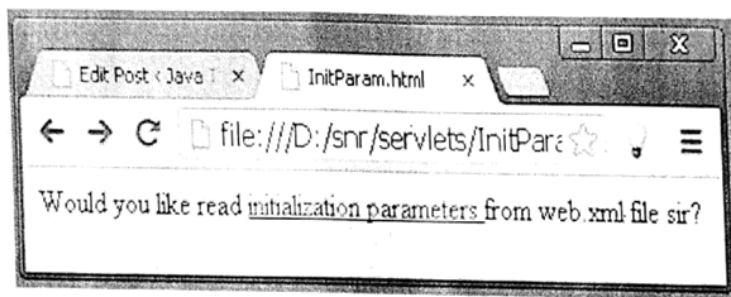 Edit Post < Java T
InitParam.html
file:///D:/snr/servlets/InitPara
Would you like read initialization parameters from web.xml file sir?